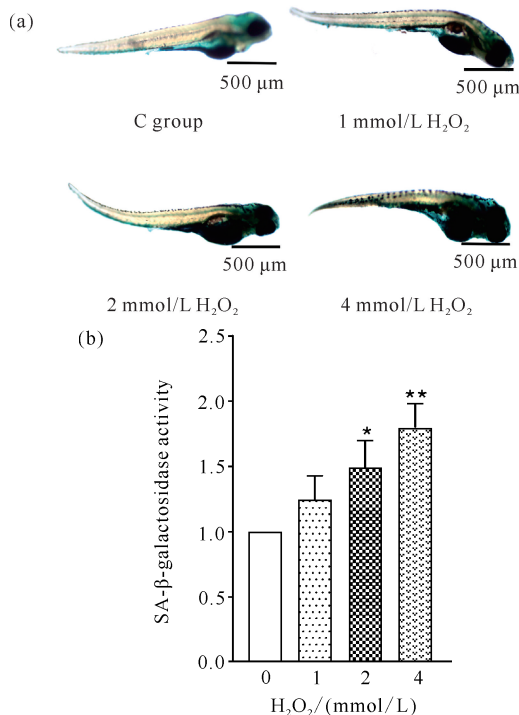 (a)
500 μm
500 μm
C group
1 mmol/L H₂O₂
500 μm
500 μm
2 mmol/L H₂O₂
4 mmol/L H₂O₂
(b)
SA-β-galactosidase activity
2.5
2.0
1.5
1.0
0.5
0.0
*
**
0 1 2 4
H₂O₂/(mmol/L)